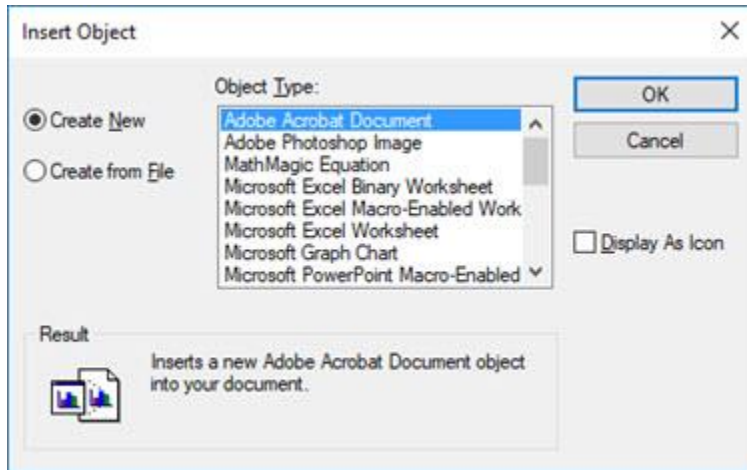 Insert Object
Object Type:
Create New
Create from File
Adobe Acrobat Document
Adobe Photoshop Image
MathMagic Equation
Microsoft Excel Binary Worksheet
Microsoft Excel Macro-Enabled Work
Microsoft Excel Worksheet
Microsoft Graph Chart
Microsoft PowerPoint Macro-Enabled
OK
Cancel
Display As Icon
Result
Inserts a new Adobe Acrobat Document object
into your document.